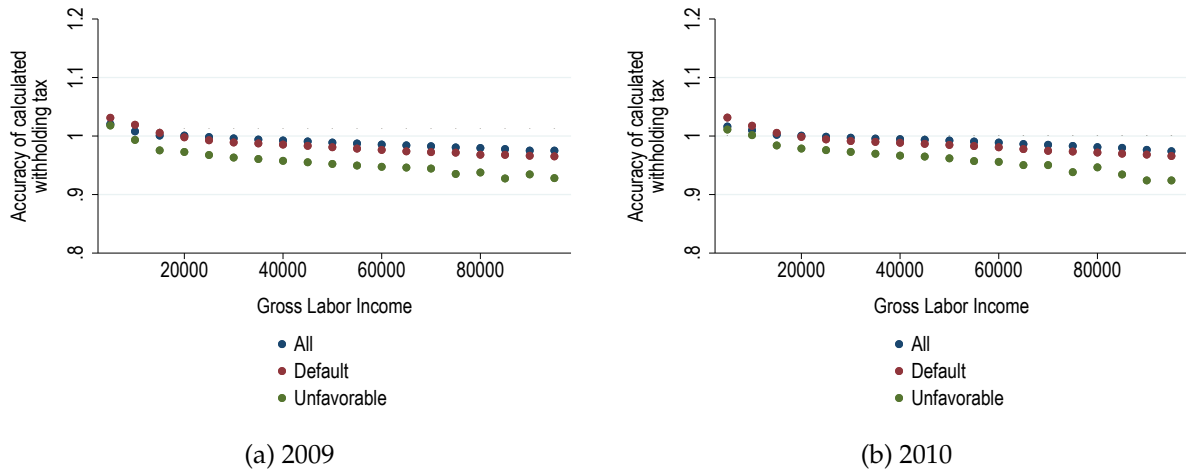 Accuracy of calculated
withholding tax
1.2
1.1
1
.9
.8
20000 40000 60000 80000
Gross Labor Income
All
Default
Unfavorable
(a) 2009
Accuracy of calculated
withholding tax
1.2
1.1
1
.9
.8
20000 40000 60000 80000
Gross Labor Income
All
Default
Unfavorable
(b) 2010